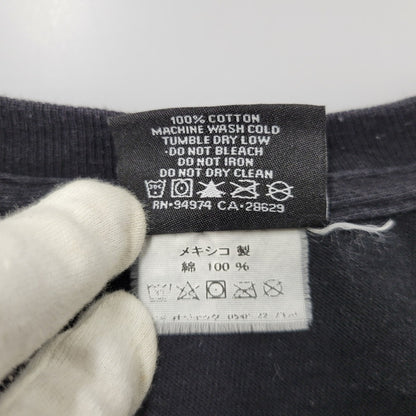 100% COTTON
MACHINE WASH COLD
TUMBLE DRY LOW
·DO NOT BLEACH
DO NOT IRON
DO NOT DRY CLEAN
RN·94974 CA·28629
メキシコ 製
綿 100 %